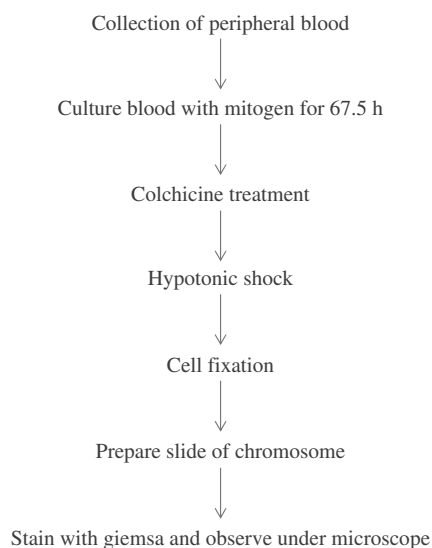 Collection of peripheral blood
Culture blood with mitogen for 67.5 h
Colchicine treatment
Hypotonic shock
Cell fixation
Prepare slide of chromosome
Stain with giemsa and observe under microscope